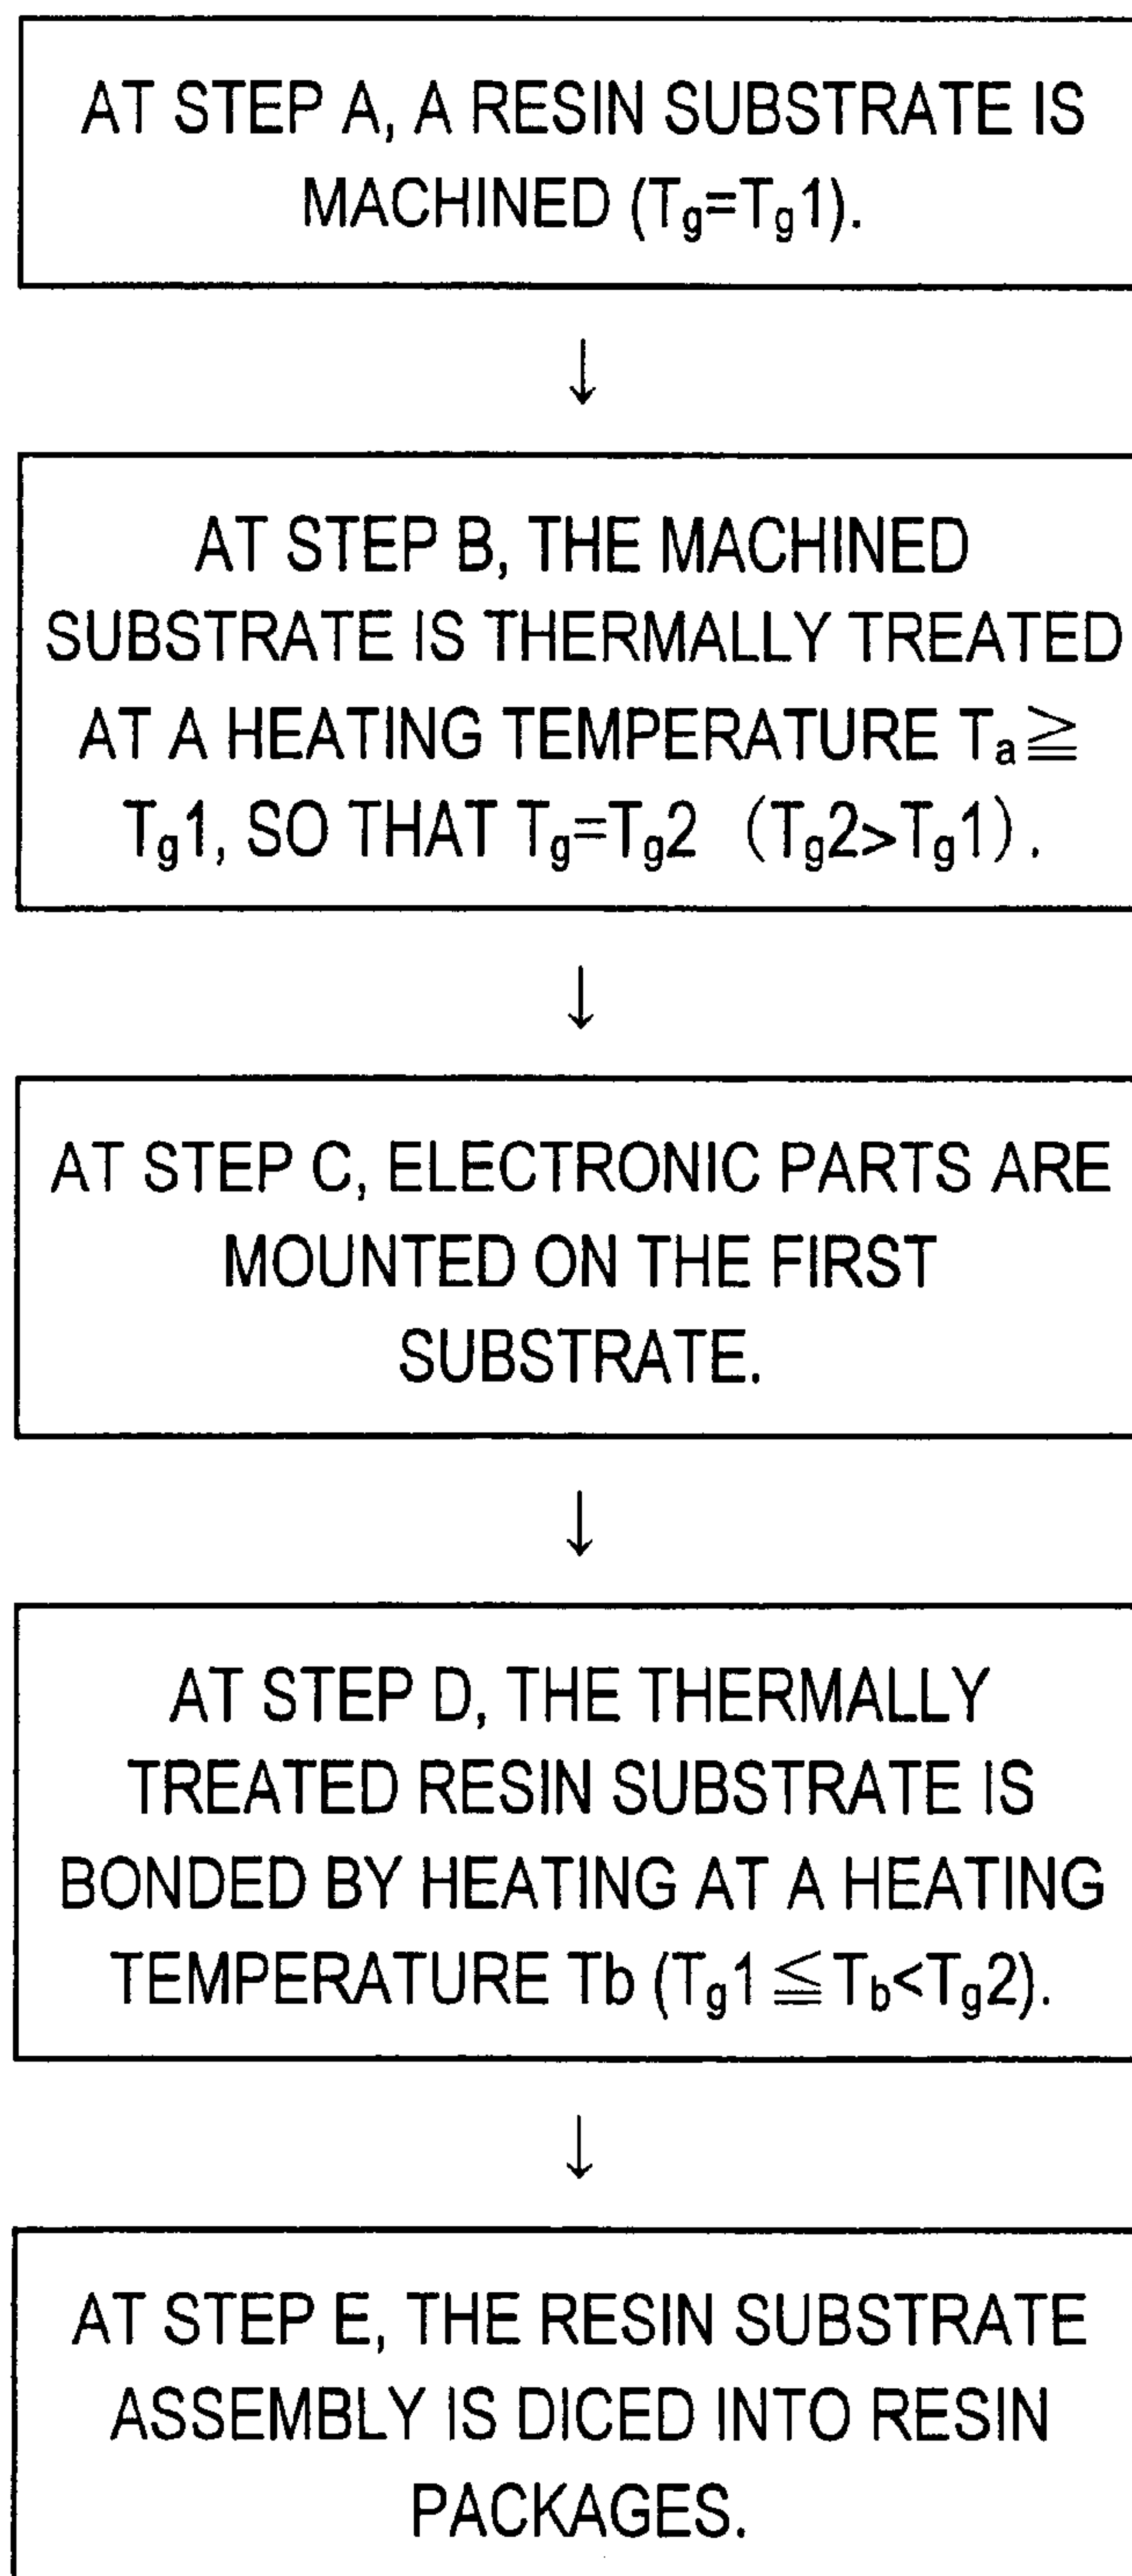 AT STEP A, A RESIN SUBSTRATE IS
MACHINED (Tg=Tg1).
↓
AT STEP B, THE MACHINED
SUBSTRATE IS THERMALLY TREATED
AT A HEATING TEMPERATURE Ta≧
Tg1, SO THAT Tg=Tg2 (Tg2>Tg1).
↓
AT STEP C, ELECTRONIC PARTS ARE
MOUNTED ON THE FIRST
SUBSTRATE.
↓
AT STEP D, THE THERMALLY
TREATED RESIN SUBSTRATE IS
BONDED BY HEATING AT A HEATING
TEMPERATURE Tb (Tg1≦Tb<Tg2).
↓
AT STEP E, THE RESIN SUBSTRATE
ASSEMBLY IS DICED INTO RESIN
PACKAGES.